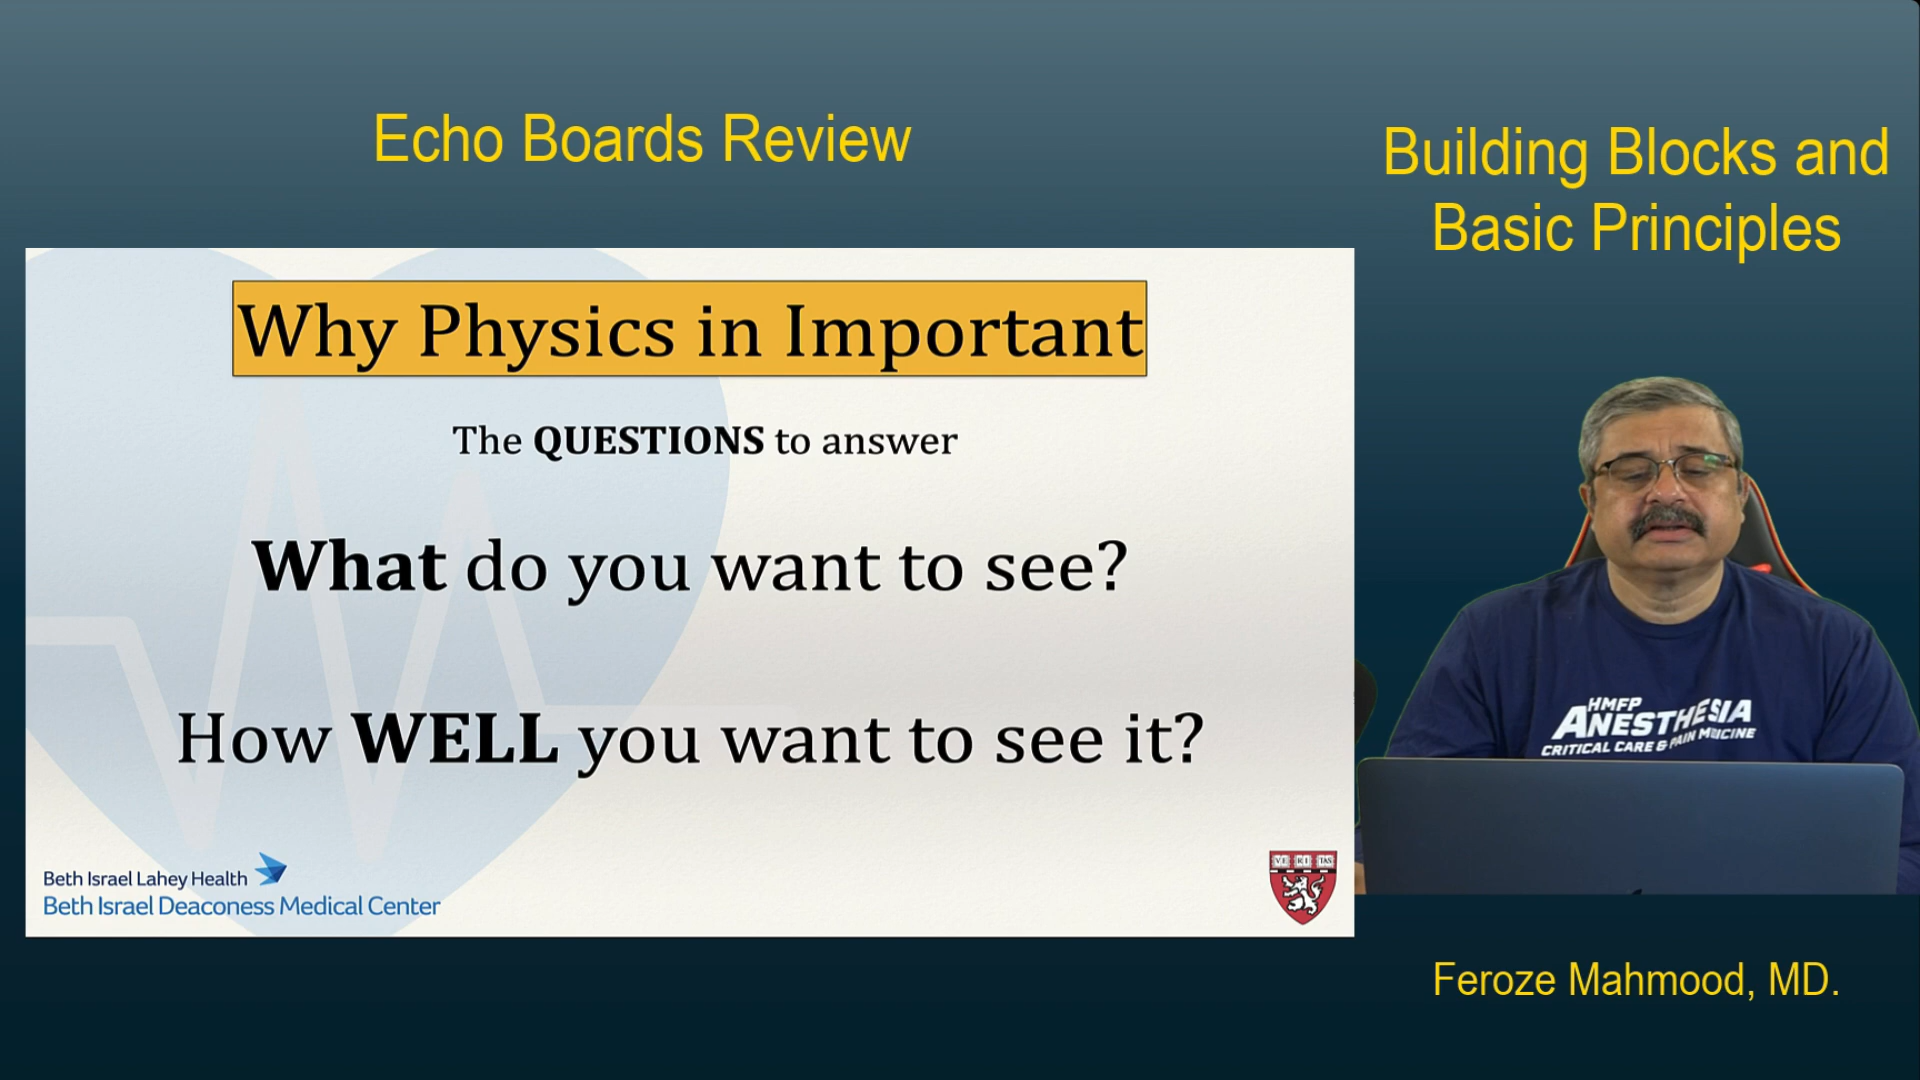 Echo Boards Review
Building Blocks and
Basic Principles
Why Physics in Important
The QUESTIONS to answer
What do you want to see?
How WELL you want to see it?
Beth Israel Lahey Health
Beth Israel Deaconess Medical Center
VE RI TAS
HMFP
ANESTHESIA
CRITICAL CARE & PAIN MEDICINE
Feroze Mahmood, MD.